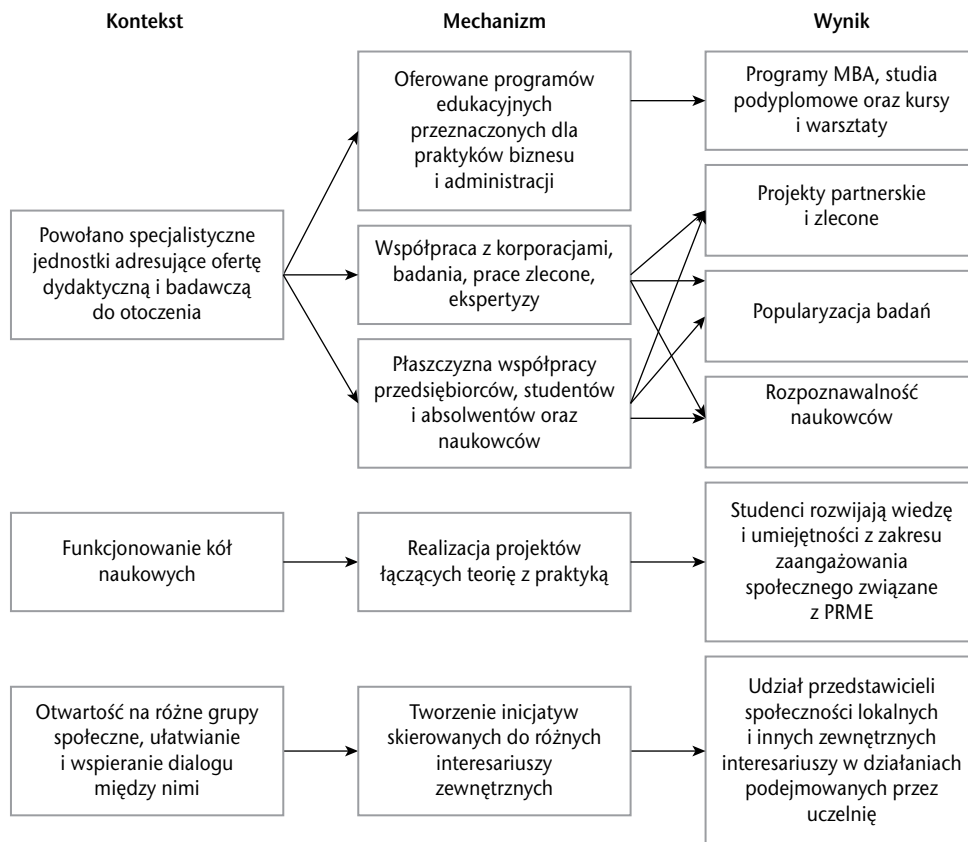 Kontekst
Mechanizm
Wynik
Powołano specjalistyczne
jednostki adresujące ofertę
dydaktyczną i badawczą
do otoczenia
Oferowane programów
edukacyjnych
przeznaczonych dla
praktyków biznesu
i administracji
Współpraca z korporacjami,
badania, prace zlecone,
ekspertyzy
Płaszczyzna współpracy
przedsiębiorców, studentów
i absolwentów oraz
naukowców
Programy MBA, studia
podyplomowe oraz kursy
i warsztaty
Projekty partnerskie
i zlecone
Popularyzacja badań
Rozpoznawalność
naukowców
Funkcjonowanie kół
naukowych
Realizacja projektów
łączących teorię z praktyką
Studenci rozwijają wiedzę
i umiejętności z zakresu
zaangażowania
społecznego związane
z PRME
Otwartość na różne grupy
społeczne, ułatwianie
i wspieranie dialogu
między nimi
Tworzenie inicjatyw
skierowanych do różnych
interesariuszy
zewnętrznych
Udział przedstawicieli
społeczności lokalnych
i innych zewnętrznych
interesariuszy w działaniach
podejmowanych przez
uczelnię